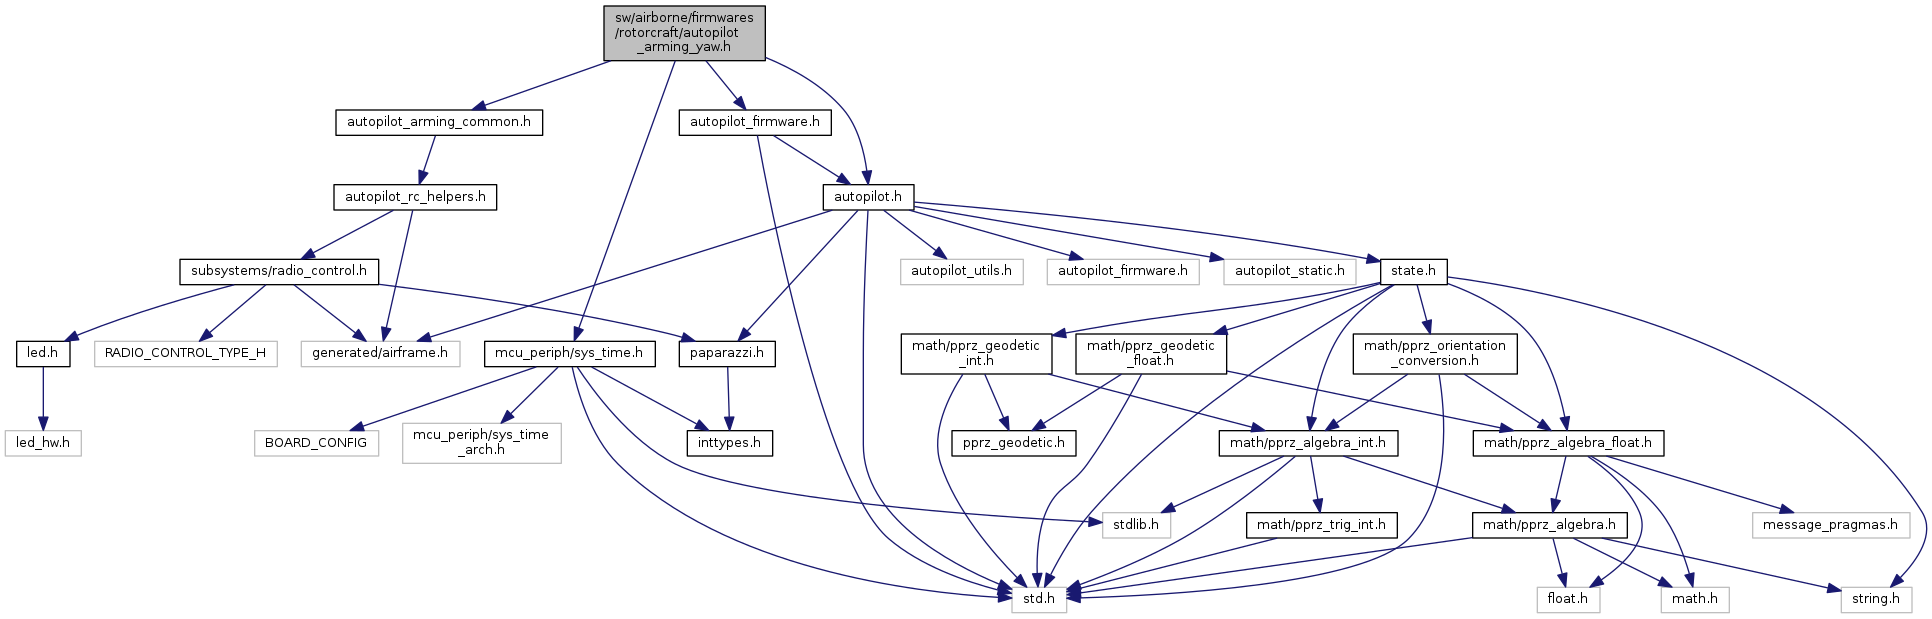 sw/airborne/firmwares
/rotorcraft/autopilot
_arming_yaw.h
autopilot_arming_common.h
autopilot_firmware.h
autopilot_rc_helpers.h
autopilot.h
subsystems/radio_control.h
autopilot_utils.h
autopilot_firmware.h
autopilot_static.h
state.h
led.h
RADIO_CONTROL_TYPE_H
generated/airframe.h
mcu_periph/sys_time.h
paparazzi.h
math/pprz_geodetic
_int.h
math/pprz_geodetic
_float.h
math/pprz_orientation
_conversion.h
led_hw.h
BOARD_CONFIG
mcu_periph/sys_time
_arch.h
inttypes.h
pprz_geodetic.h
math/pprz_algebra_int.h
math/pprz_algebra_float.h
stdlib.h
math/pprz_trig_int.h
math/pprz_algebra.h
message_pragmas.h
std.h
float.h
math.h
string.h